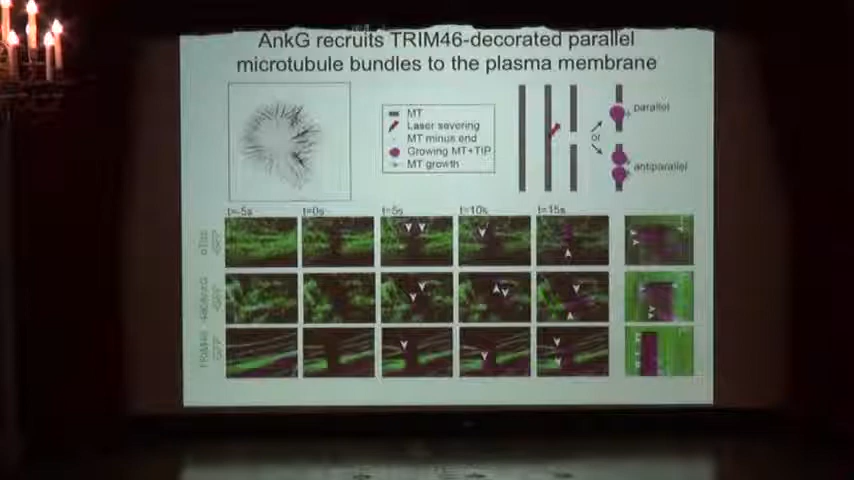 AnkG recruits TRIM46-decorated parallel
microtubule bundles to the plasma membrane
MT
Laser severing
MT minus end
Growing MT+TIP
MT growth
or
parallel
antiparallel
t=-5s
t=0s
t=5s
t=10s
t=15s
TRIM46